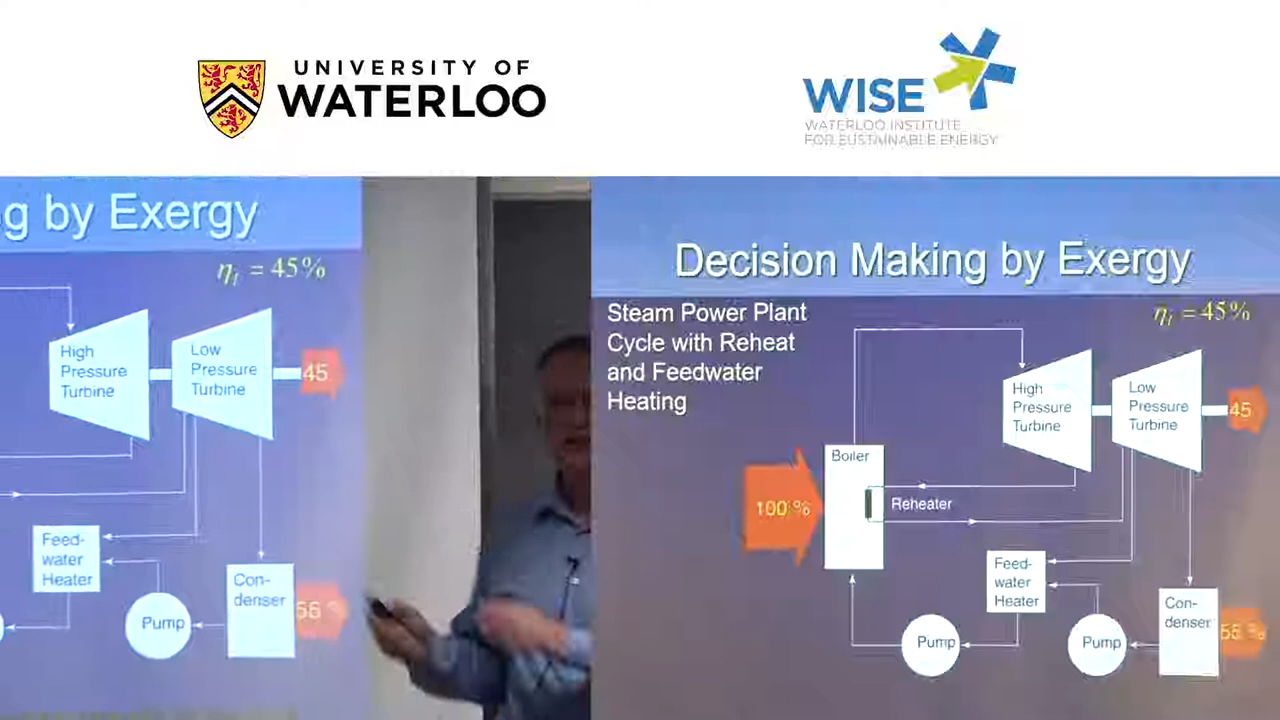 UNIVERSITY OF
WATERLOO
WISE
WATERLOO INSTITUTE
FOR SUSTAINABLE ENERGY
g by Exergy
η_I = 45%
High
Pressure
Turbine
Low
Pressure
Turbine
45
Feed-
water
Heater
Con-
denser
Pump
55 %
Decision Making by Exergy
Steam Power Plant
Cycle with Reheat
and Feedwater
Heating
η_I = 45%
High
Pressure
Turbine
Low
Pressure
Turbine
45
Boiler
100 %
Reheater
Feed-
water
Heater
Con-
denser
Pump
Pump
55 %